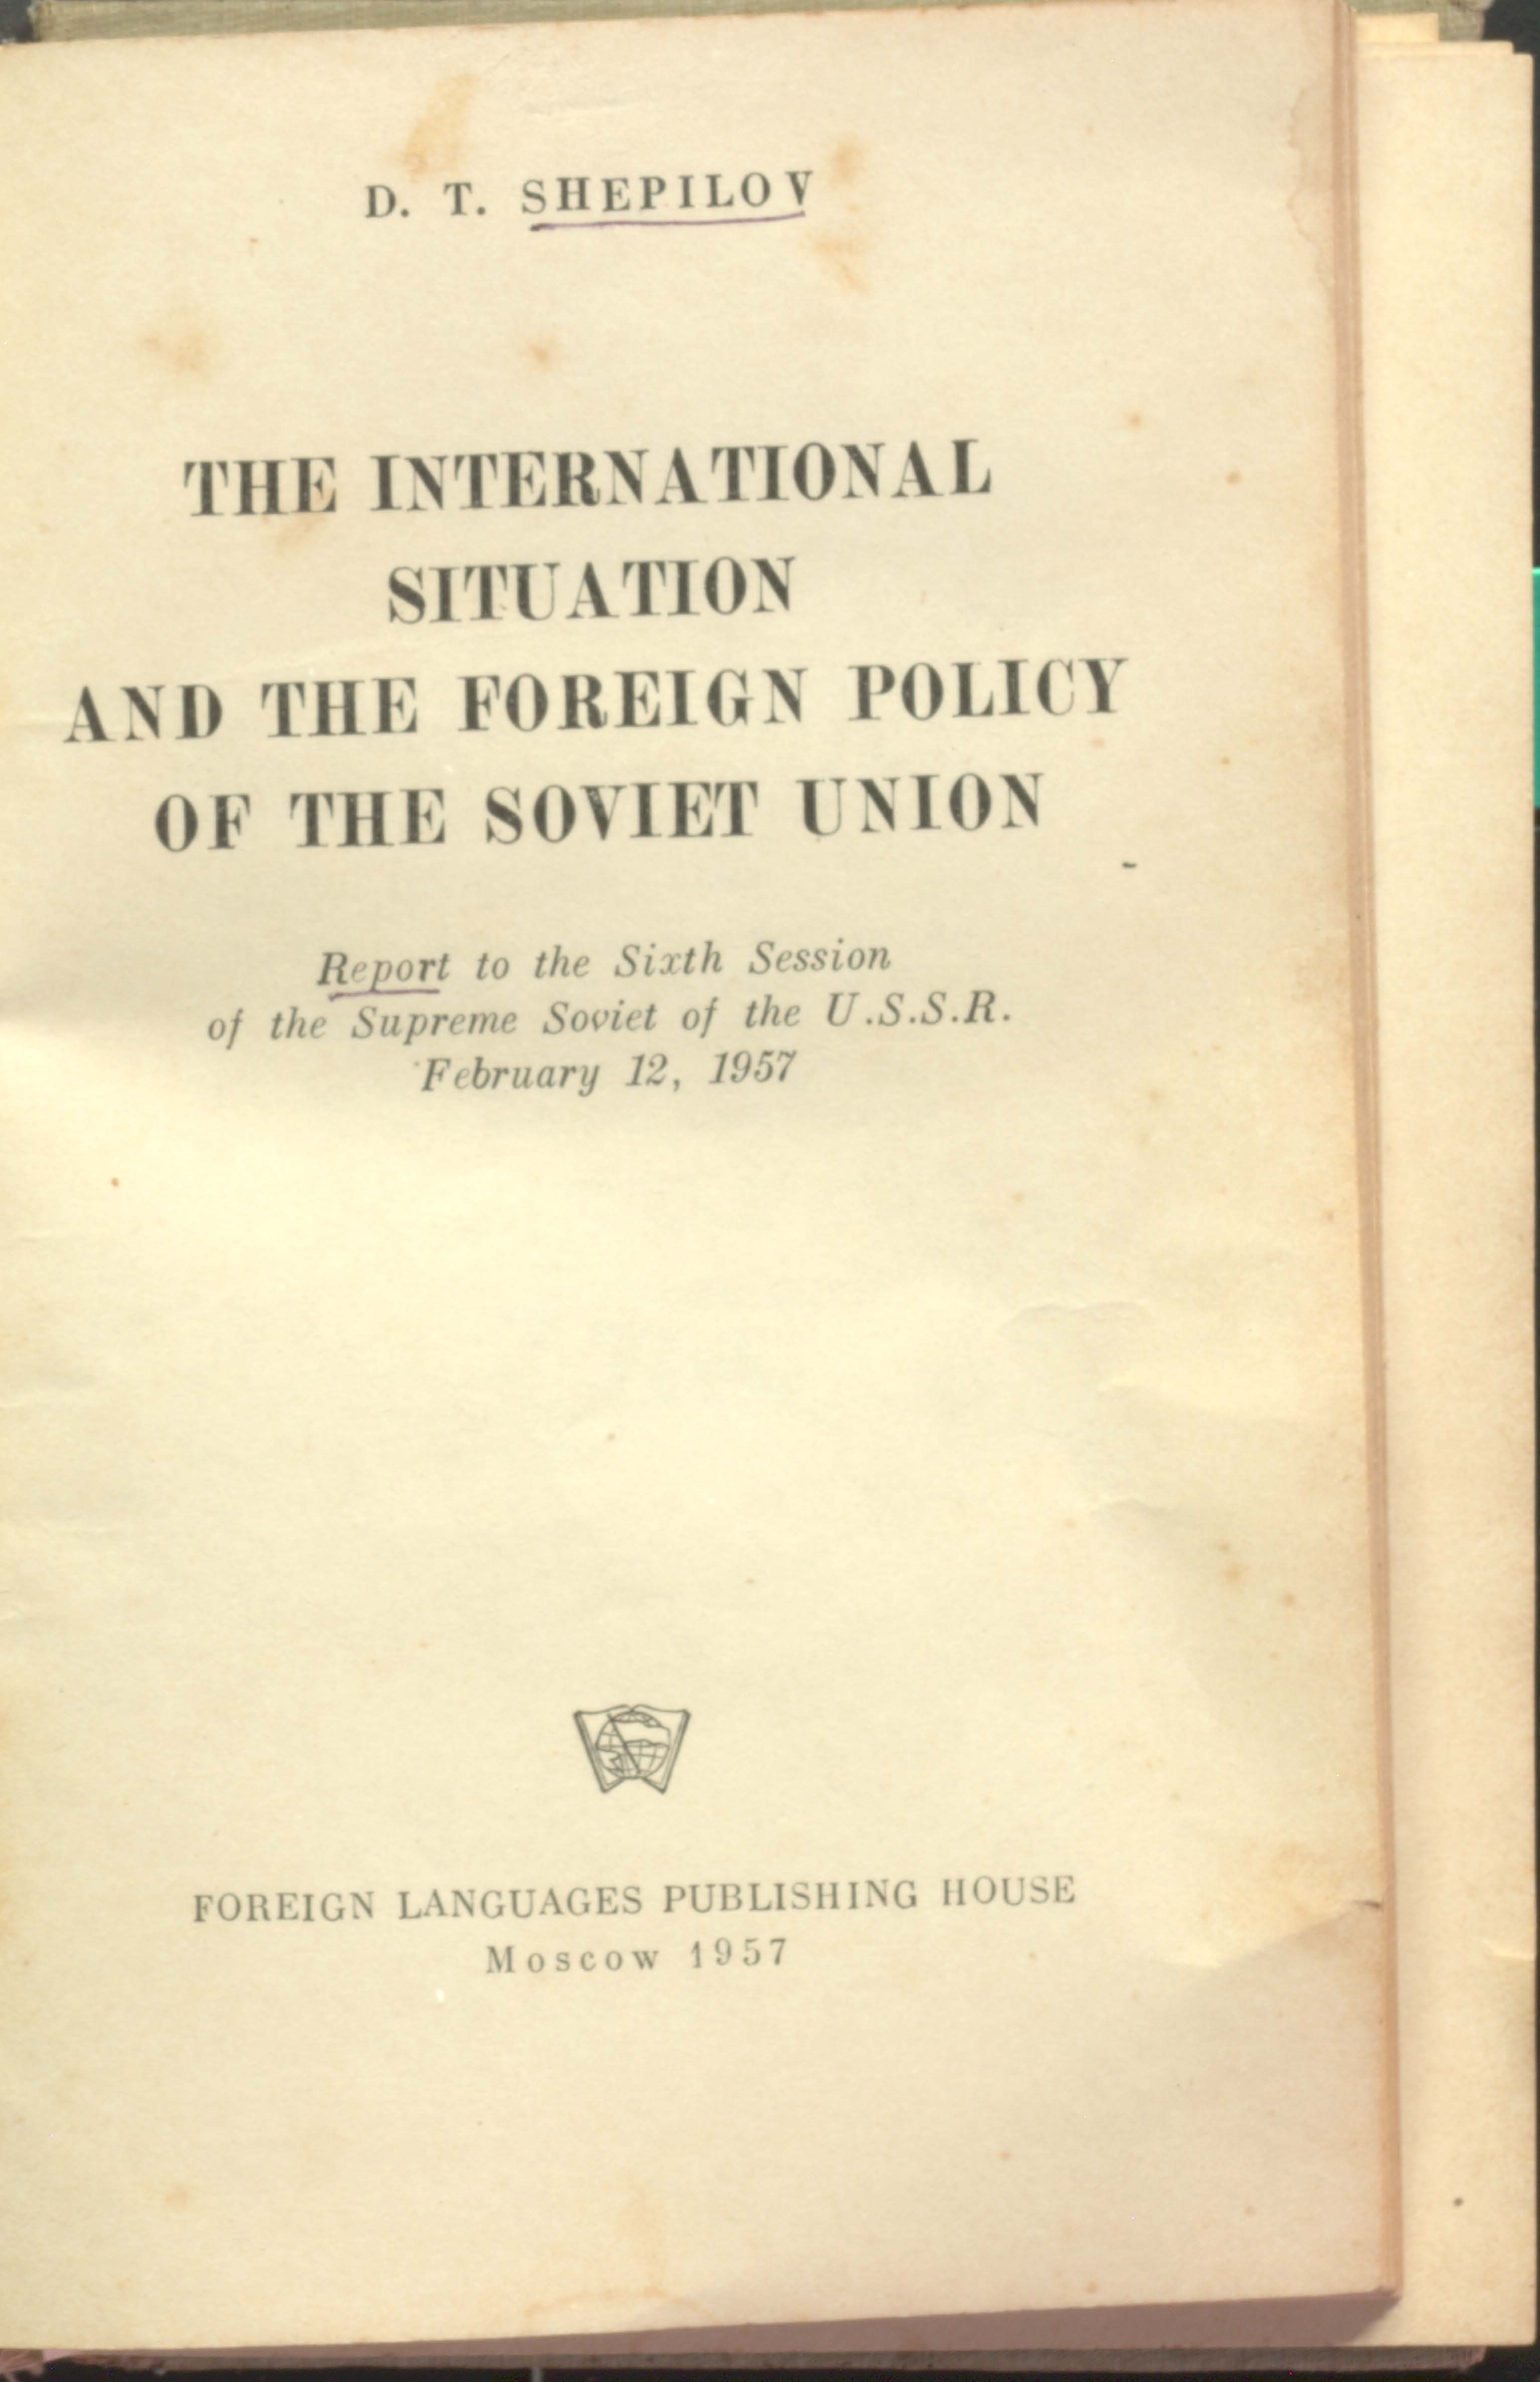 D. T. SHEPILOV
THE INTERNATIONAL
SITUATION
AND THE FOREIGN POLICY
OF THE SOVIET UNION
Report to the Sixth Session
of the Supreme Soviet of the U.S.S.R.
February 12, 1957
FOREIGN LANGUAGES PUBLISHING HOUSE
Moscow 1957